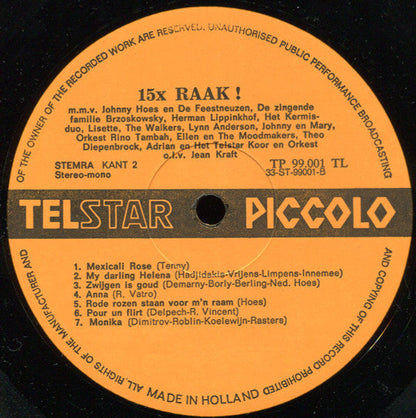 OF THE OWNER OF THE RECORDED WORK ARE RESERVED. UNAUTHORISED PUBLIC PERFORMANCE BROADCASTING
15x RAAK !
m.m.v. Johnny Hoes en De Feestneuzen, De zingende
familie Brzoskowsky, Herman Lippinkhof, Het Kermis-
duo, Lisette, The Walkers, Lynn Anderson, Johnny en Mary,
Orkest Rino Tambah, Ellen en The Moodmakers, Theo
Diepenbrock, Adrian en Het Telstar Koor en Orkest
o.l.v. Jean Kraft
STEMRA KANT 2
Stereo-mono
TP 99.001 TL
33-ST-99001-B
TELSTAR PICCOLO
1. Mexicali Rose (Tenny)
2. My darling Helena (Hadjidakis-Vrijens-Limpens-Innemee)
3. Zwijgen is goud (Demarny-Borly-Berling-Ned. Hoes)
4. Anna (R. Vatro)
5. Rode rozen staan voor m'n raam (Hoes)
6. Pour un flirt (Delpech-R. Vincent)
7. Monika (Dimitrov-Roblin-Koelewijn-Rasters)
ALL RIGHTS OF THE MANUFACTURER AND
AND COPYING OF THIS RECORD PROHIBITED
MADE IN HOLLAND